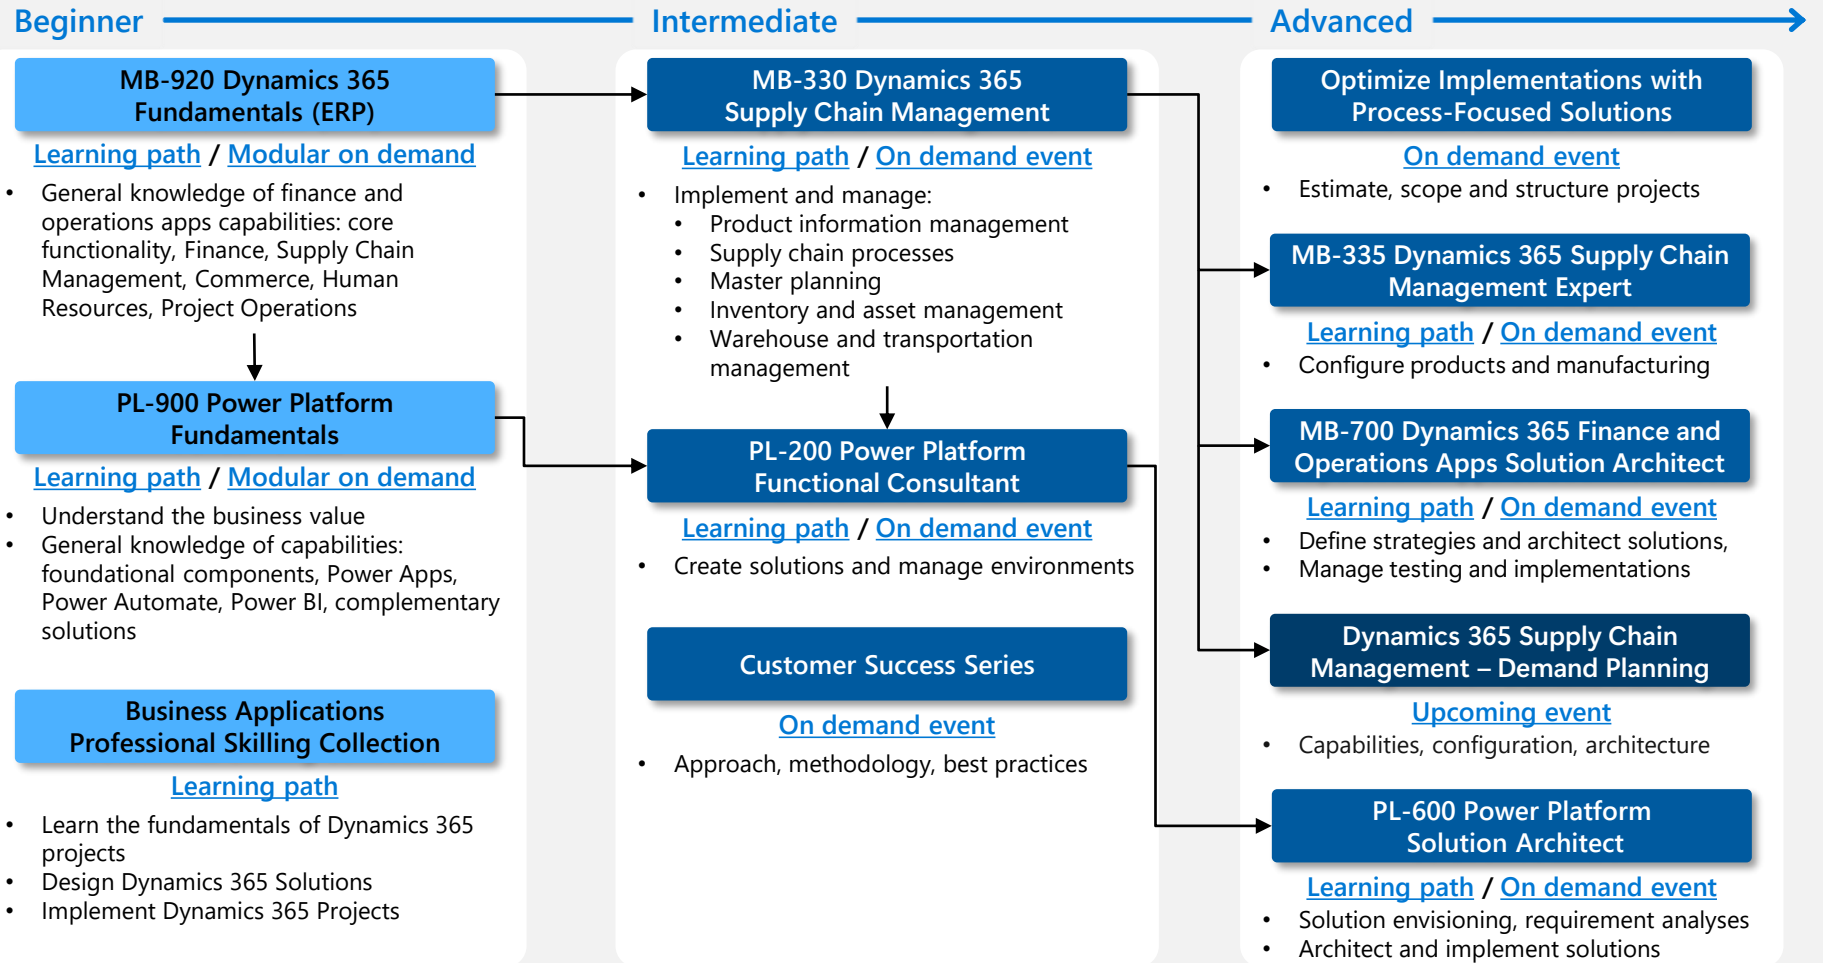 Beginner
Intermediate
Advanced
MB-920 Dynamics 365
Fundamentals (ERP)
Learning path / Modular on demand
• General knowledge of finance and
operations apps capabilities: core
functionality, Finance, Supply Chain
Management, Commerce, Human
Resources, Project Operations
PL-900 Power Platform
Fundamentals
Learning path / Modular on demand
• Understand the business value
• General knowledge of capabilities:
foundational components, Power Apps,
Power Automate, Power BI, complementary
solutions
Business Applications
Professional Skilling Collection
Learning path
• Learn the fundamentals of Dynamics 365
projects
• Design Dynamics 365 Solutions
• Implement Dynamics 365 Projects
MB-330 Dynamics 365
Supply Chain Management
Learning path / On demand event
• Implement and manage:
• Product information management
• Supply chain processes
• Master planning
• Inventory and asset management
• Warehouse and transportation
management
PL-200 Power Platform
Functional Consultant
Learning path / On demand event
• Create solutions and manage environments
Customer Success Series
On demand event
• Approach, methodology, best practices
Optimize Implementations with
Process-Focused Solutions
On demand event
• Estimate, scope and structure projects
MB-335 Dynamics 365 Supply Chain
Management Expert
Learning path / On demand event
• Configure products and manufacturing
MB-700 Dynamics 365 Finance and
Operations Apps Solution Architect
Learning path / On demand event
• Define strategies and architect solutions,
• Manage testing and implementations
Dynamics 365 Supply Chain
Management – Demand Planning
Upcoming event
• Capabilities, configuration, architecture
PL-600 Power Platform
Solution Architect
Learning path / On demand event
• Solution envisioning, requirement analyses
• Architect and implement solutions